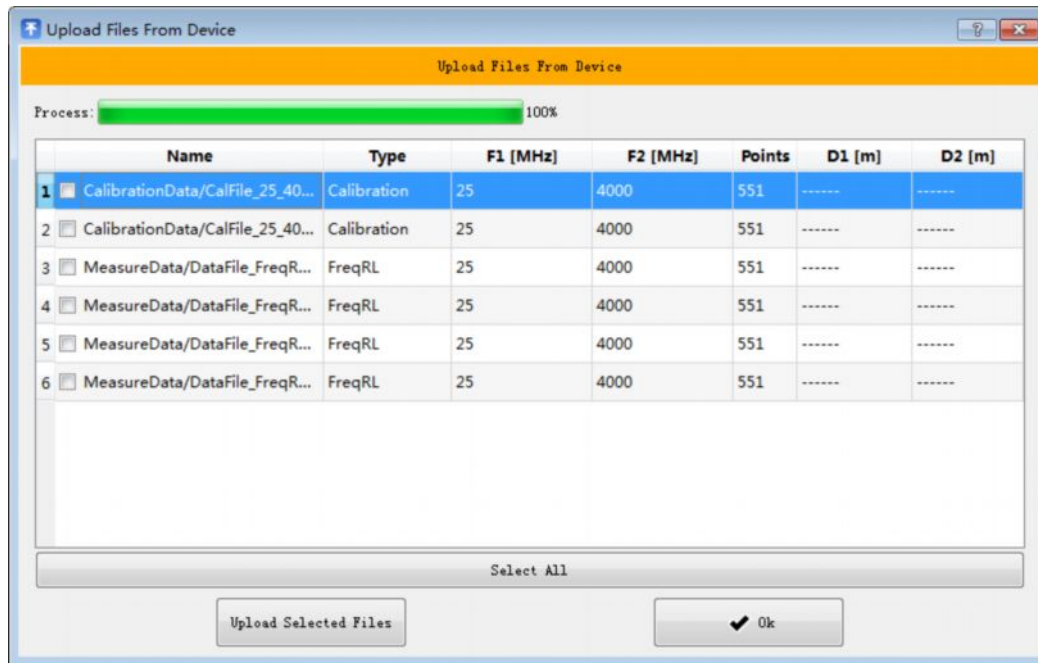 Upload Files From Device
Upload Files From Device
Process: 100%
Name Type F1 [MHz] F2 [MHz] Points D1 [m] D2 [m]
1 CalibrationData/CalFile_25_40... Calibration 25 4000 551 ------ ------
2 CalibrationData/CalFile_25_40... Calibration 25 4000 551 ------ ------
3 MeasureData/DataFile_FreqR... FreqRL 25 4000 551 ------ ------
4 MeasureData/DataFile_FreqR... FreqRL 25 4000 551 ------ ------
5 MeasureData/DataFile_FreqR... FreqRL 25 4000 551 ------ ------
6 MeasureData/DataFile_FreqR... FreqRL 25 4000 551 ------ ------
Select All
Upload Selected Files Ok